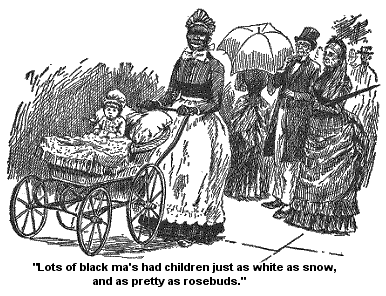 "Lots of black ma's had children just as white as snow,
and as pretty as rosebuds."